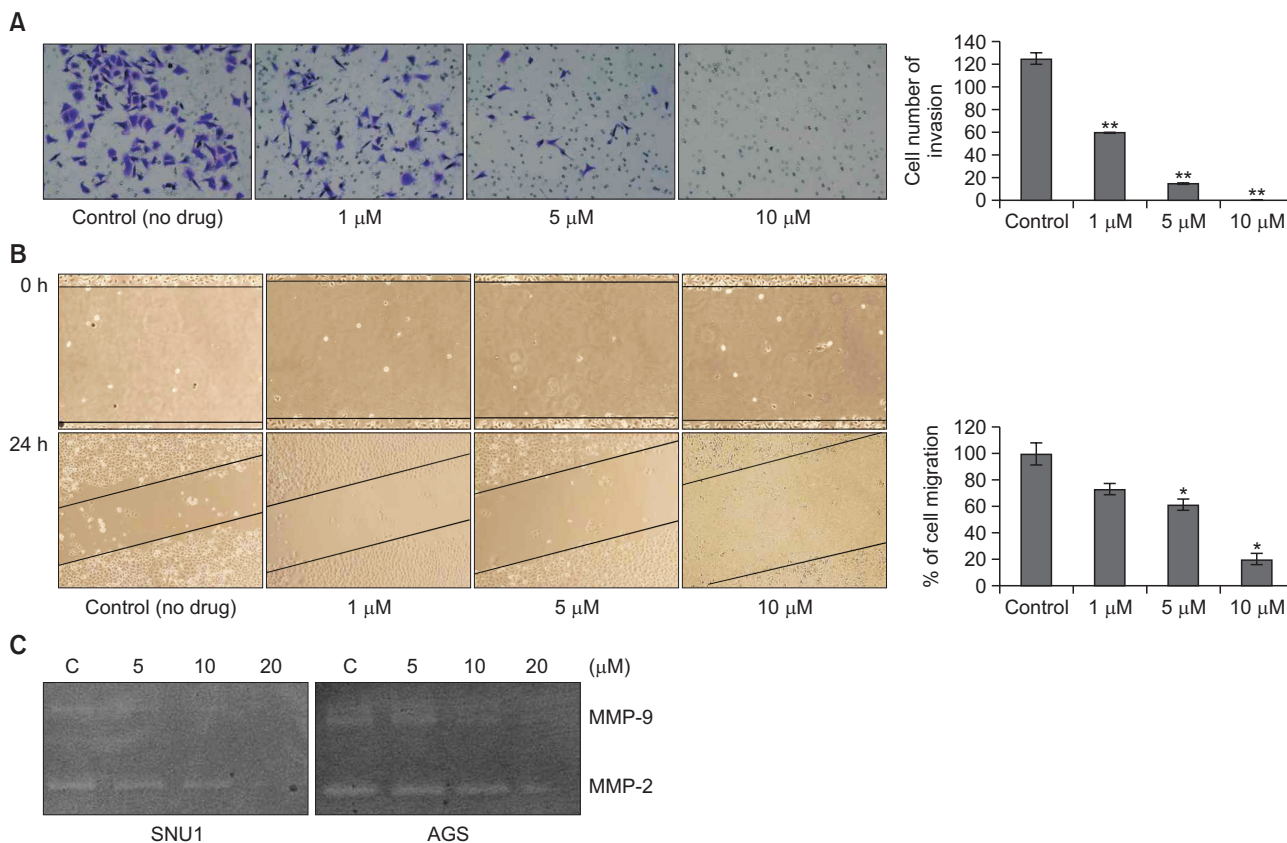 A
Control (no drug) 1 μM 5 μM 10 μM
Cell number of
invasion
140
120
100
80
60
40
20
0
**
**
**
Control 1 μM 5 μM 10 μM
B
0 h
24 h
Control (no drug) 1 μM 5 μM 10 μM
% of cell migration
120
100
80
60
40
20
0
*
*
Control 1 μM 5 μM 10 μM
C
C 5 10 20 C 5 10 20 (μM)
MMP-9
MMP-2
SNU1 AGS